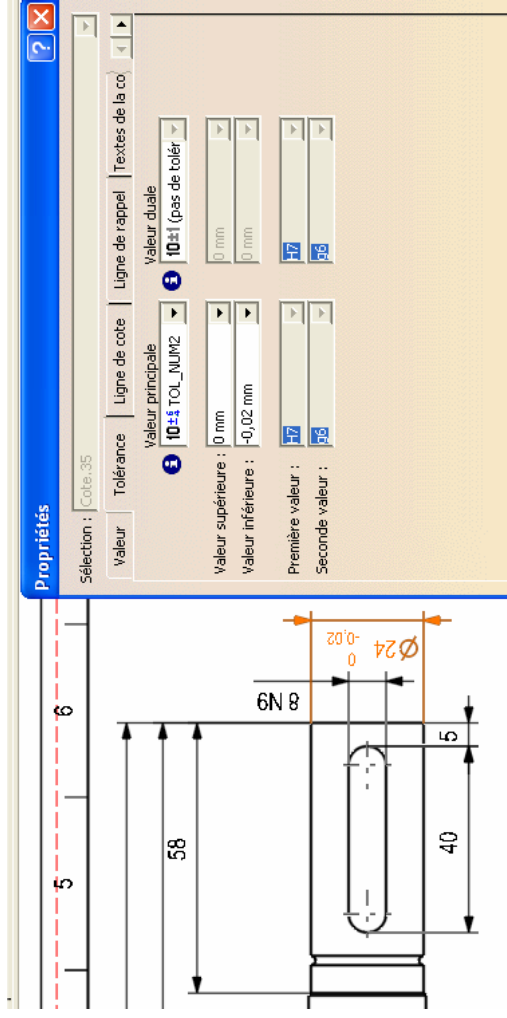 Propriétés
? X
Sélection : Cote.35
Valeur Tolérance Ligne de cote Ligne de rappel Textes de la co
Valeur principale Valeur duale
10±4 TOL_NUM2 10±1 (pas de tolér
Valeur supérieure : 0 mm 0 mm
Valeur inférieure : -0,02 mm 0 mm
Première valeur : H7 H7
Seconde valeur : g6 g6
5 6
58
8 N9
Ø 24 0 -0,02
40 5